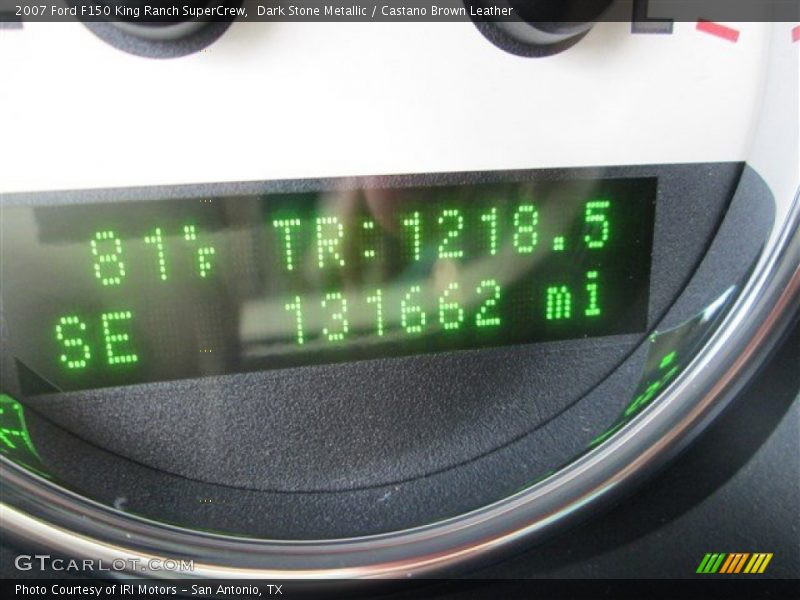 2007 Ford F150 King Ranch SuperCrew,  Dark Stone Metallic / Castano Brown Leather
81°F TR:1218.5
SE 131662 mi
GTCARLOT.COM
Photo Courtesy of IRI Motors – San Antonio, TX